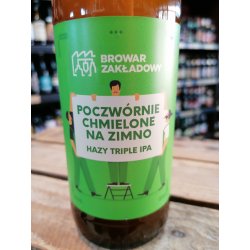 BROWAR
ZAKŁADOWY
POCZWÓRNIE
CHMIELONE
NA ZIMNO
HAZY TRIPLE IPA